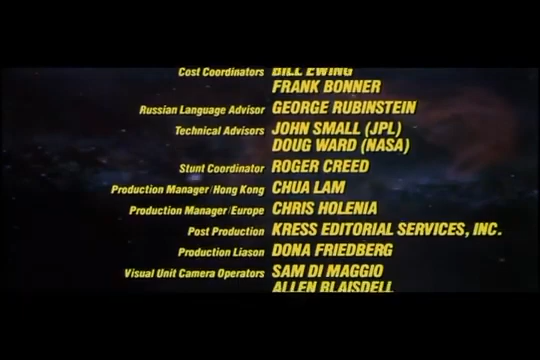 Cost Coordinators BILL EWING
FRANK BONNER
Russian Language Advisor GEORGE RUBINSTEIN
Technical Advisors JOHN SMALL (JPL)
DOUG WARD (NASA)
Stunt Coordinator ROGER CREED
Production Manager/Hong Kong CHUA LAM
Production Manager/Europe CHRIS HOLENIA
Post Production KRESS EDITORIAL SERVICES, INC.
Production Liason DONA FRIEDBERG
Visual Unit Camera Operators SAM DI MAGGIO
ALLEN BLAISDELL